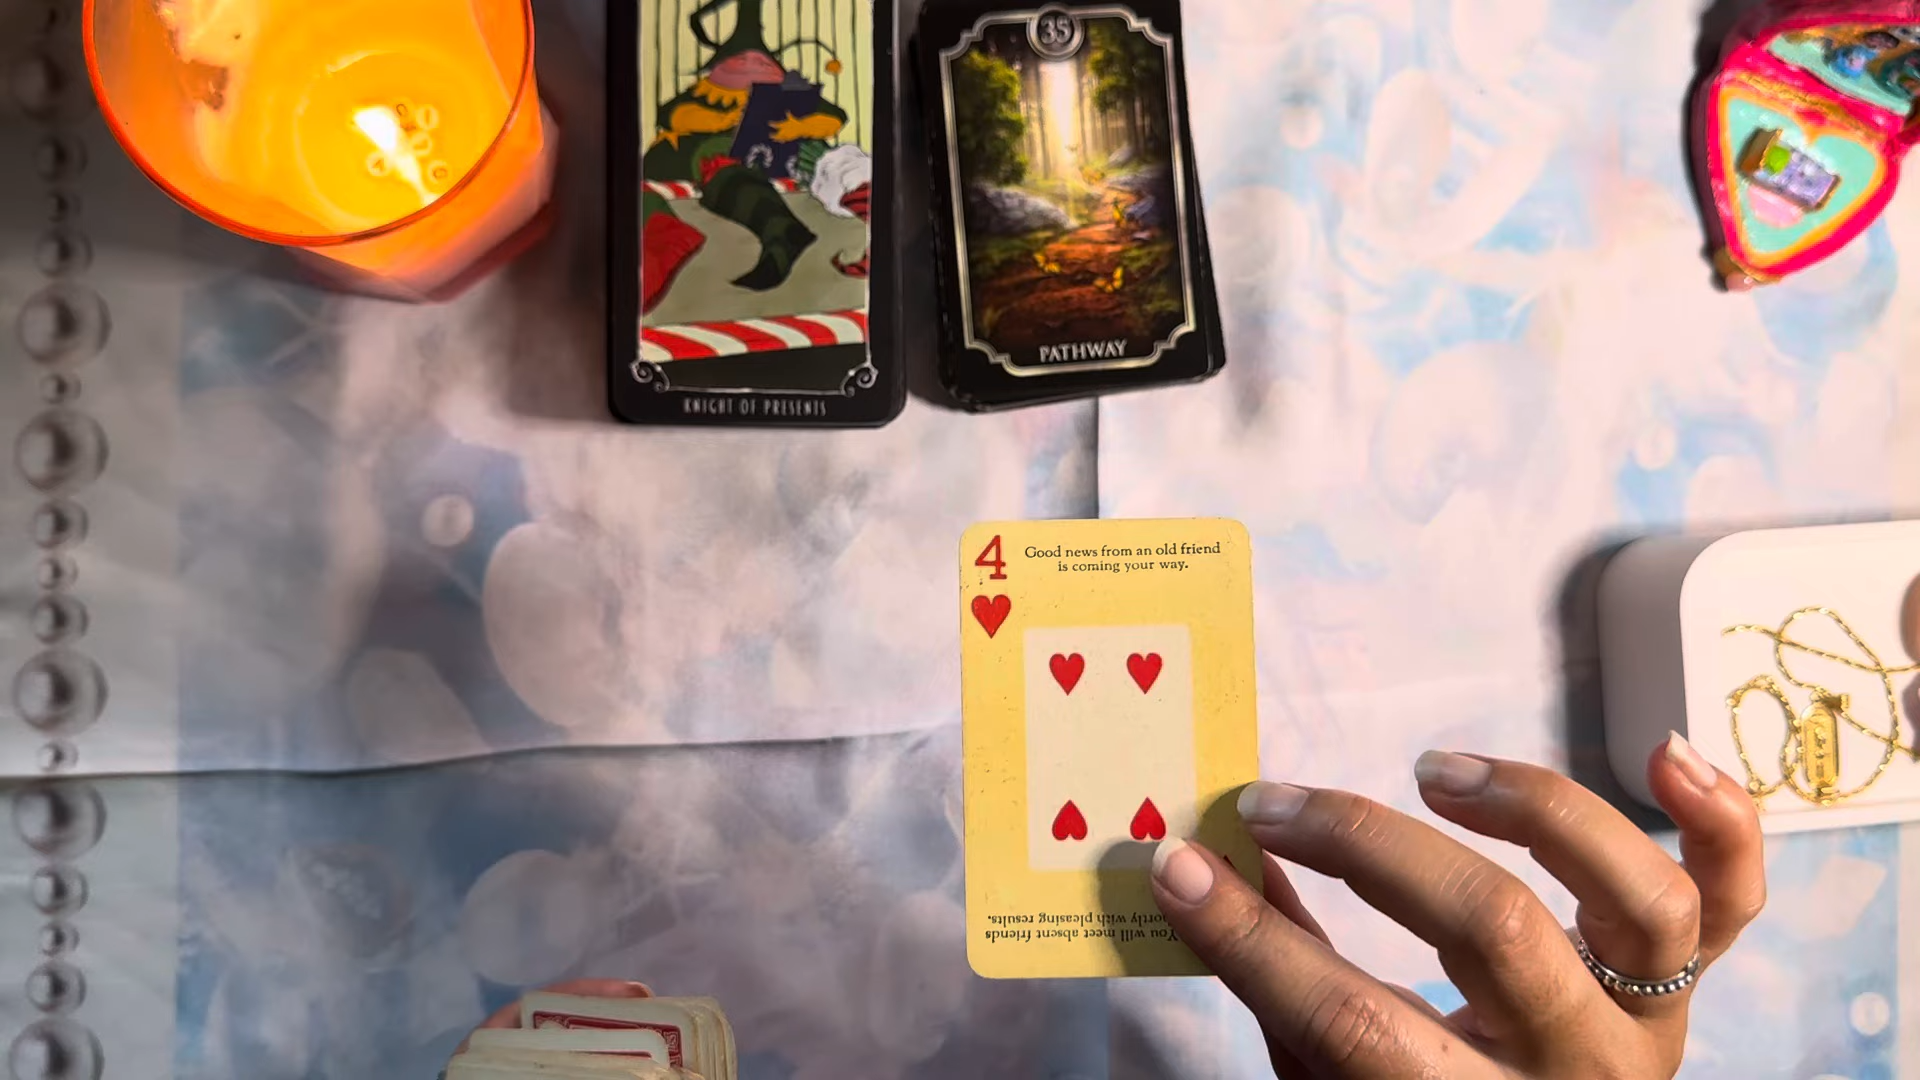 35
PATHWAY
KNIGHT OF PRESENTS
4
Good news from an old friend
is coming your way.
You will meet absent friends
with pleasing results.